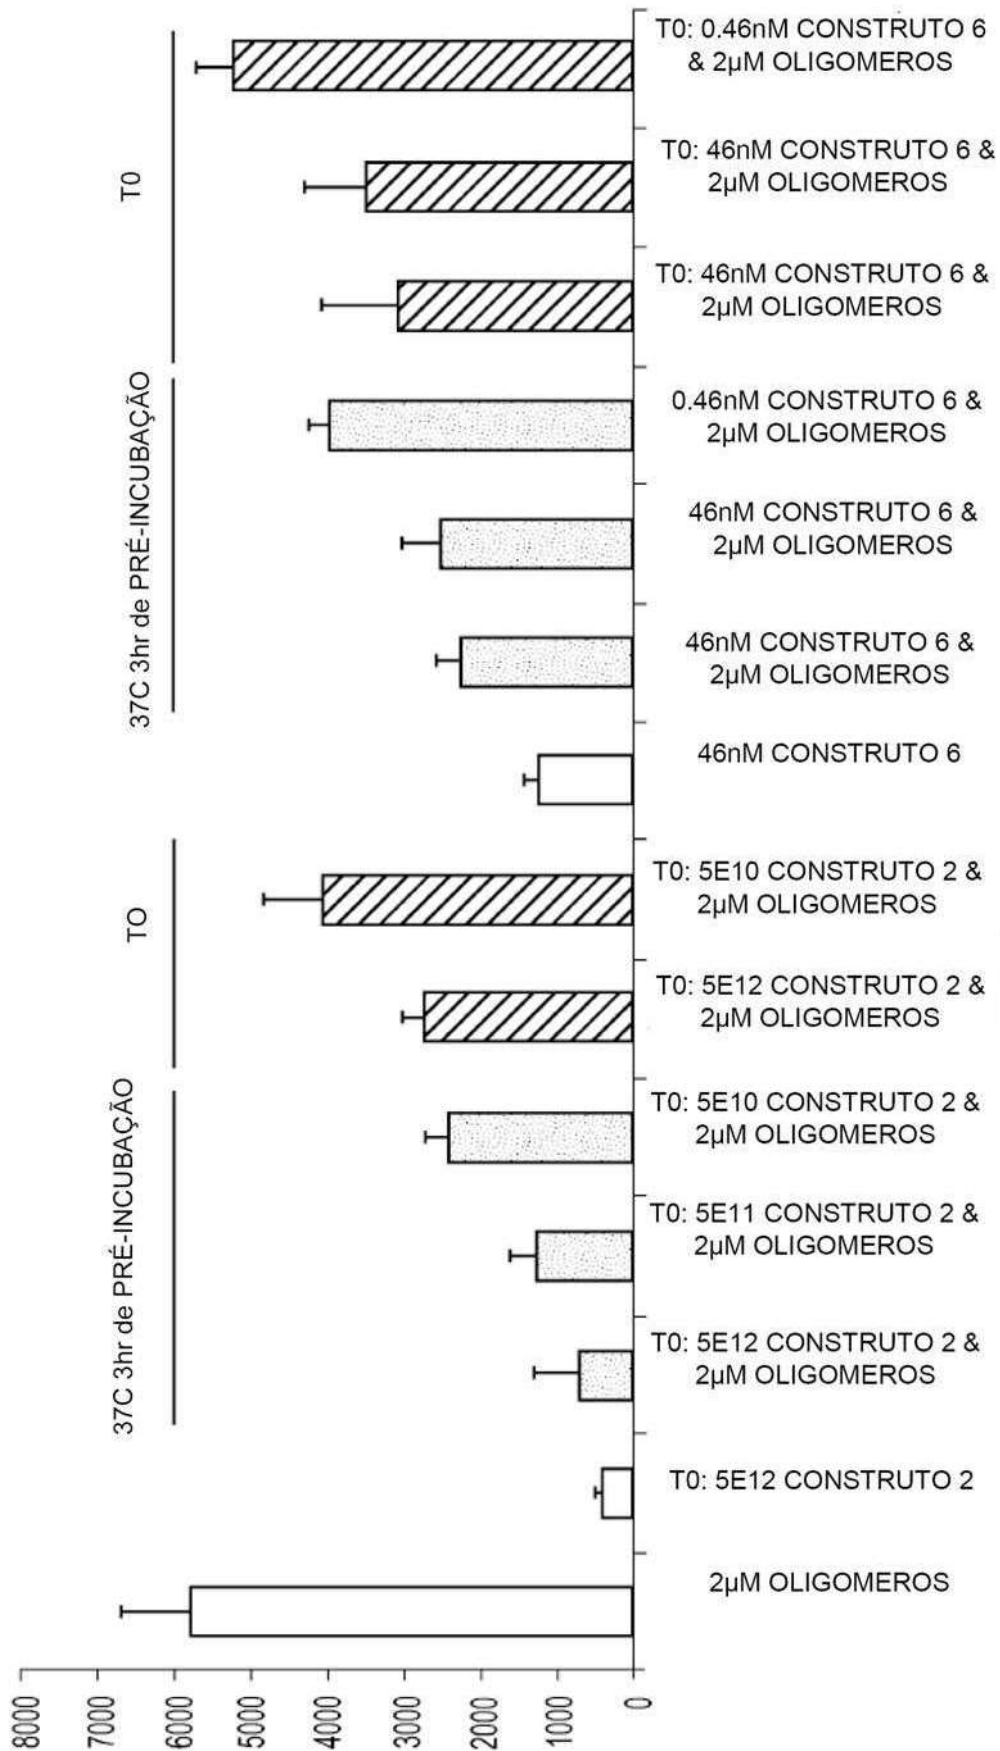 T0: 0.46nM CONSTRUTO 6
& 2µM OLIGOMEROS
T0: 46nM CONSTRUTO 6 &
2µM OLIGOMEROS
T0: 46nM CONSTRUTO 6 &
2µM OLIGOMEROS
T0
0.46nM CONSTRUTO 6 &
2µM OLIGOMEROS
46nM CONSTRUTO 6 &
2µM OLIGOMEROS
46nM CONSTRUTO 6 &
2µM OLIGOMEROS
37C 3hr de PRÉ-INCUBAÇÃO
46nM CONSTRUTO 6
T0: 5E10 CONSTRUTO 2 &
2µM OLIGOMEROS
T0: 5E12 CONSTRUTO 2 &
2µM OLIGOMEROS
TO
T0: 5E10 CONSTRUTO 2 &
2µM OLIGOMEROS
T0: 5E11 CONSTRUTO 2 &
2µM OLIGOMEROS
T0: 5E12 CONSTRUTO 2 &
2µM OLIGOMEROS
37C 3hr de PRÉ-INCUBAÇÃO
T0: 5E12 CONSTRUTO 2
2µM OLIGOMEROS
8000
7000
6000
5000
4000
3000
2000
1000
0